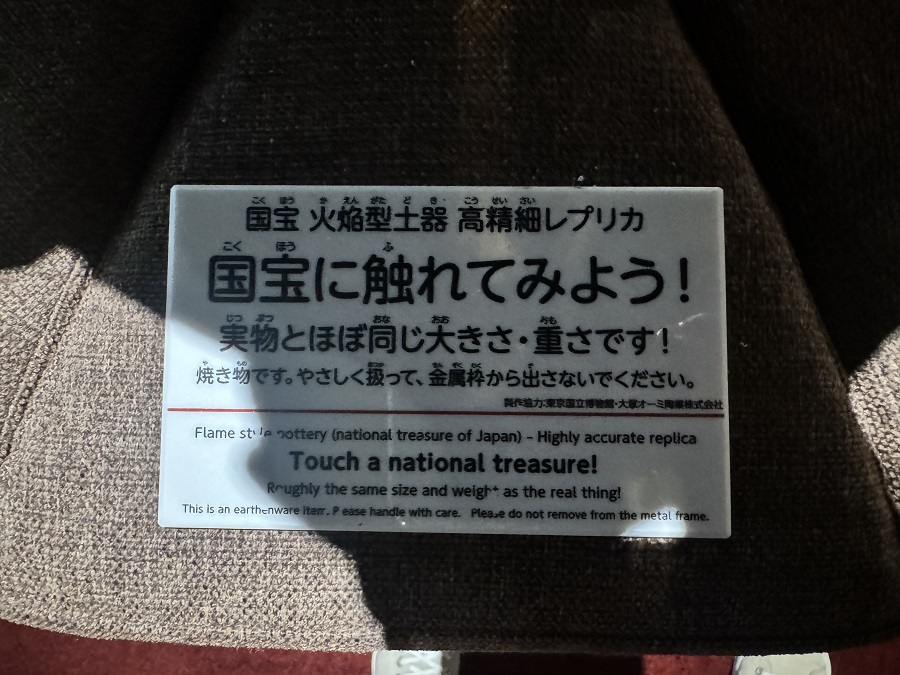 国宝 火焔型土器 高精細レプリカ
国宝に触れてみよう!
実物とほぼ同じ大きさ・重さです!
焼き物です。やさしく扱って、金属枠から出さないでください。
製作協力:東京国立博物館・大塚オーミ陶業株式会社
Flame style pottery (national treasure of Japan) – Highly accurate replica
Touch a national treasure!
Roughly the same size and weight as the real thing!
This is an earthenware item. Please handle with care. Please do not remove from the metal frame.